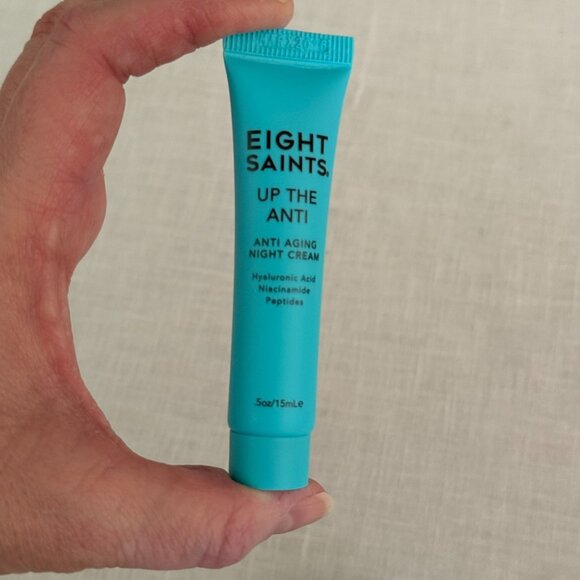 EIGHT
SAINTS.
UP THE
ANTI
ANTI AGING
NIGHT CREAM
Hyaluronic Acid
Niacinamide
Peptides
.5oz/15mL℮